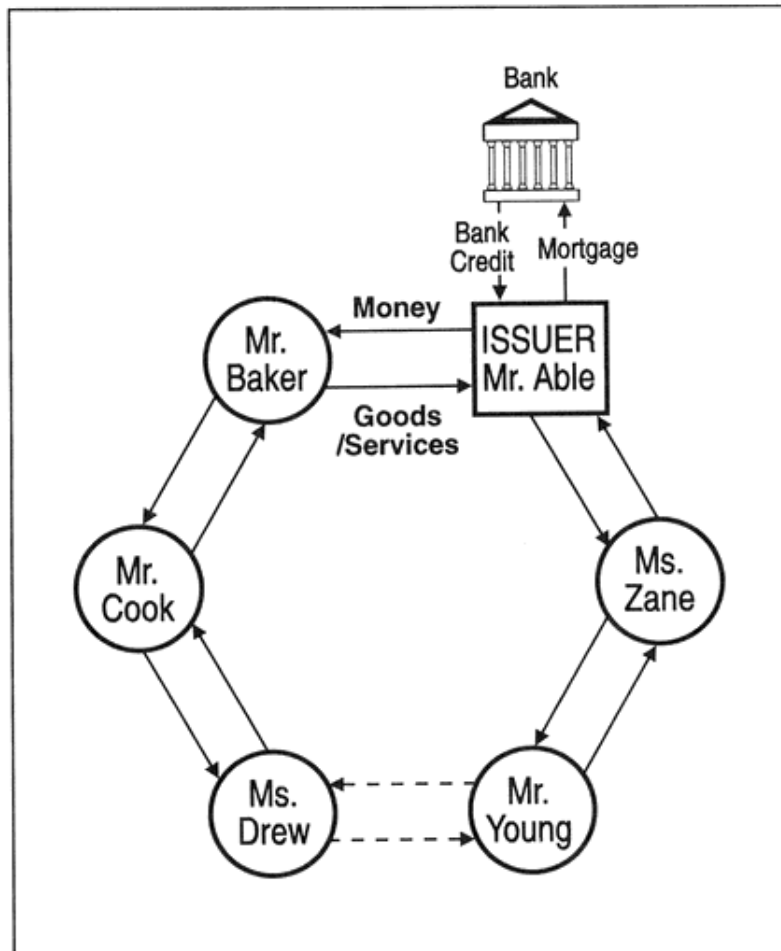 Bank
Bank
Credit
Mortgage
Money
Mr.
Baker
ISSUER
Mr. Able
Goods
/Services
Mr.
Cook
Ms.
Zane
Ms.
Drew
Mr.
Young